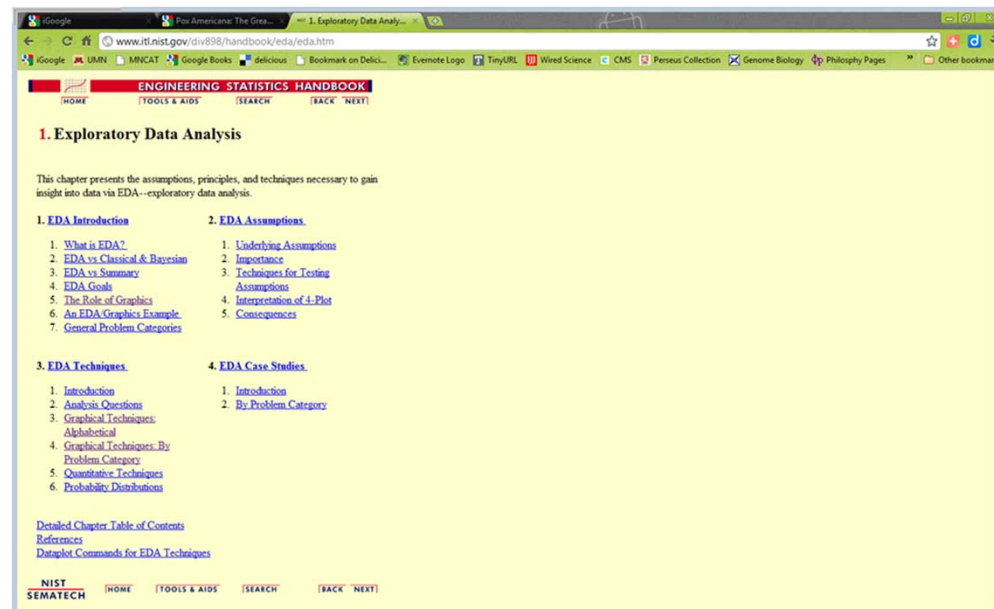 iGoogle
Pox Americana: The Grea...
1. Exploratory Data Analy...
www.itl.nist.gov/div898/handbook/eda/eda.htm
iGoogle UMN MNCAT Google Books delicious Bookmark on Delici... Evernote Logo TinyURL Wired Science CMS Perseus Collection Genome Biology Philosphy Pages » Other bookmar
ENGINEERING STATISTICS HANDBOOK
HOME TOOLS & AIDS SEARCH BACK NEXT
1. Exploratory Data Analysis
This chapter presents the assumptions, principles, and techniques necessary to gain
insight into data via EDA--exploratory data analysis.
1. EDA Introduction
1. What is EDA?
2. EDA vs Classical & Bayesian
3. EDA vs Summary
4. EDA Goals
5. The Role of Graphics
6. An EDA/Graphics Example
7. General Problem Categories
2. EDA Assumptions
1. Underlying Assumptions
2. Importance
3. Techniques for Testing
Assumptions
4. Interpretation of 4-Plot
5. Consequences
3. EDA Techniques
1. Introduction
2. Analysis Questions
3. Graphical Techniques:
Alphabetical
4. Graphical Techniques: By
Problem Category
5. Quantitative Techniques
6. Probability Distributions
4. EDA Case Studies
1. Introduction
2. By Problem Category
Detailed Chapter Table of Contents
References
Dataplot Commands for EDA Techniques
NIST
SEMATECH
HOME TOOLS & AIDS SEARCH BACK NEXT